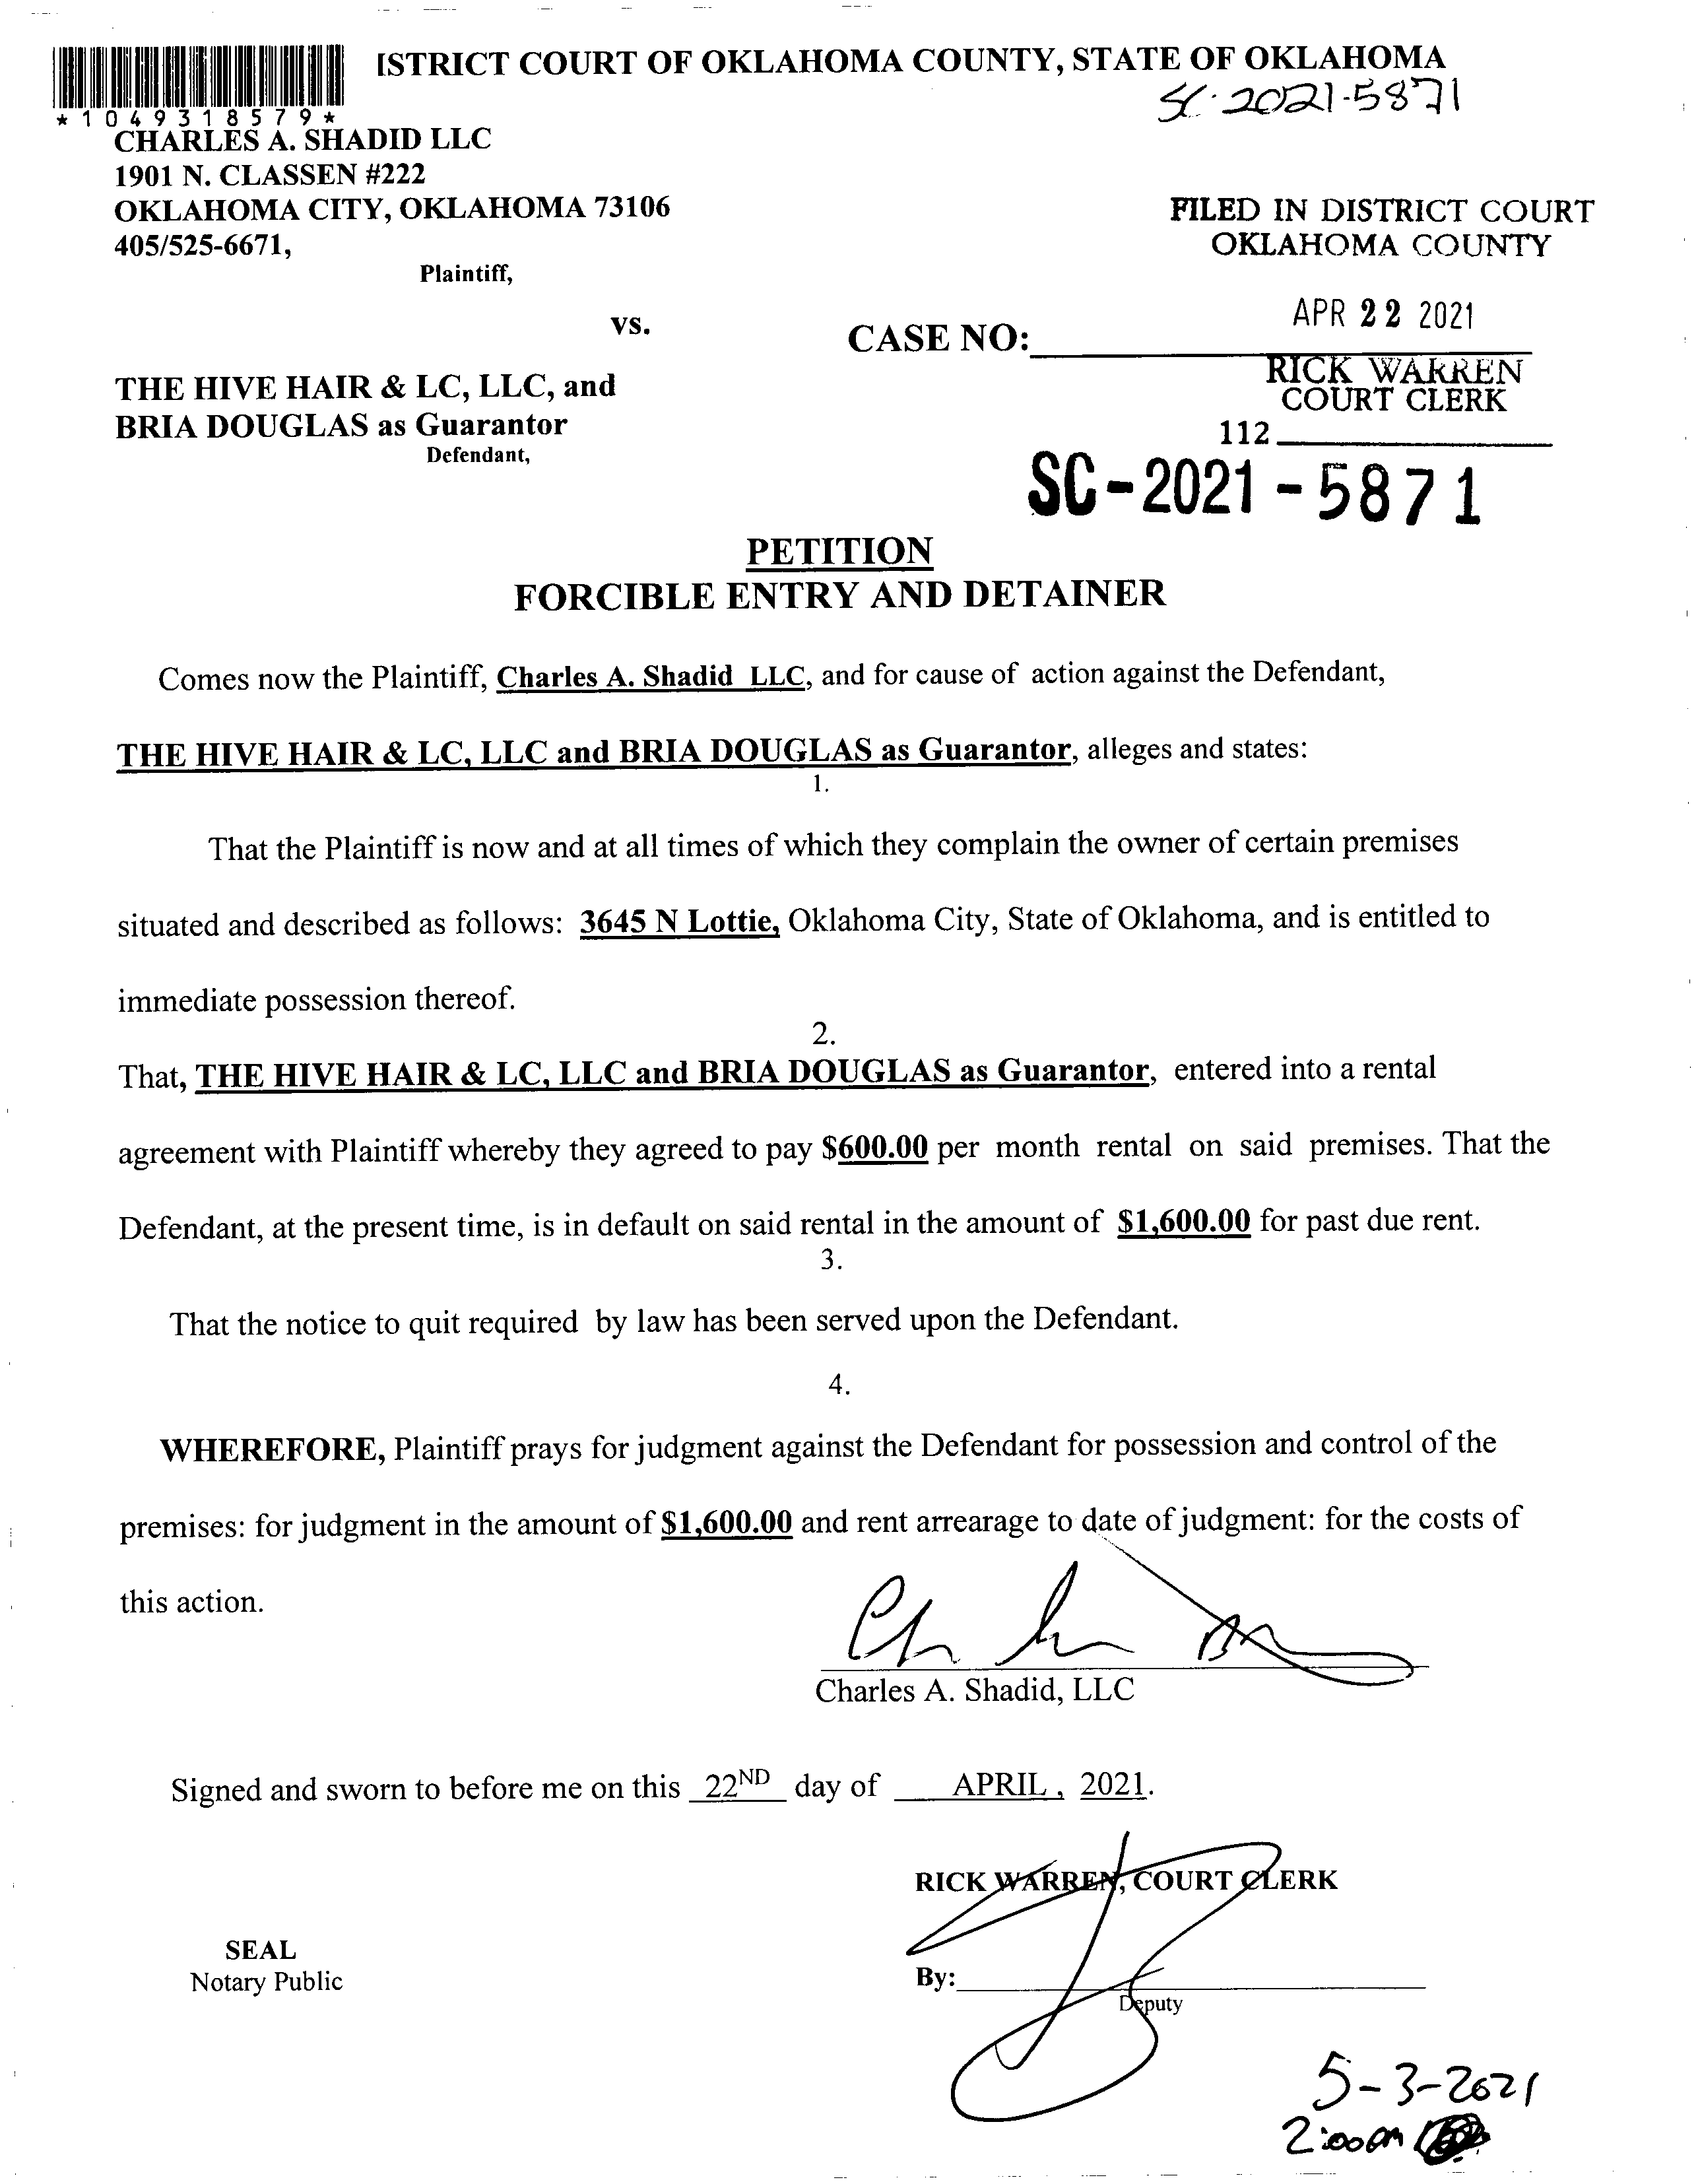 ISTRICT COURT OF OKLAHOMA COUNTY, STATE OF OKLAHOMA
SC-2021-5871
*1049318579*
CHARLES A. SHADID LLC
1901 N. CLASSEN #222
OKLAHOMA CITY, OKLAHOMA 73106
405/525-6671,
Plaintiff,
FILED IN DISTRICT COURT
OKLAHOMA COUNTY
APR 22 2021
vs.
CASE NO:
RICK WARREN
COURT CLERK
112
THE HIVE HAIR & LC, LLC, and
BRIA DOUGLAS as Guarantor
Defendant,
SC-2021-5871
PETITION
FORCIBLE ENTRY AND DETAINER
Comes now the Plaintiff, Charles A. Shadid LLC, and for cause of action against the Defendant,
THE HIVE HAIR & LC, LLC and BRIA DOUGLAS as Guarantor, alleges and states:
1.
That the Plaintiff is now and at all times of which they complain the owner of certain premises
situated and described as follows: 3645 N Lottie, Oklahoma City, State of Oklahoma, and is entitled to
immediate possession thereof.
2.
That, THE HIVE HAIR & LC, LLC and BRIA DOUGLAS as Guarantor, entered into a rental
agreement with Plaintiff whereby they agreed to pay $600.00 per month rental on said premises. That the
Defendant, at the present time, is in default on said rental in the amount of $1,600.00 for past due rent.
3.
That the notice to quit required by law has been served upon the Defendant.
4.
WHEREFORE, Plaintiff prays for judgment against the Defendant for possession and control of the
premises: for judgment in the amount of $1,600.00 and rent arrearage to date of judgment: for the costs of
this action.
Charles A. Shadid, LLC
Signed and sworn to before me on this 22ND day of APRIL, 2021.
RICK WARREN, COURT CLERK
SEAL
Notary Public
By:
Deputy
5-3-2021
2:00pm